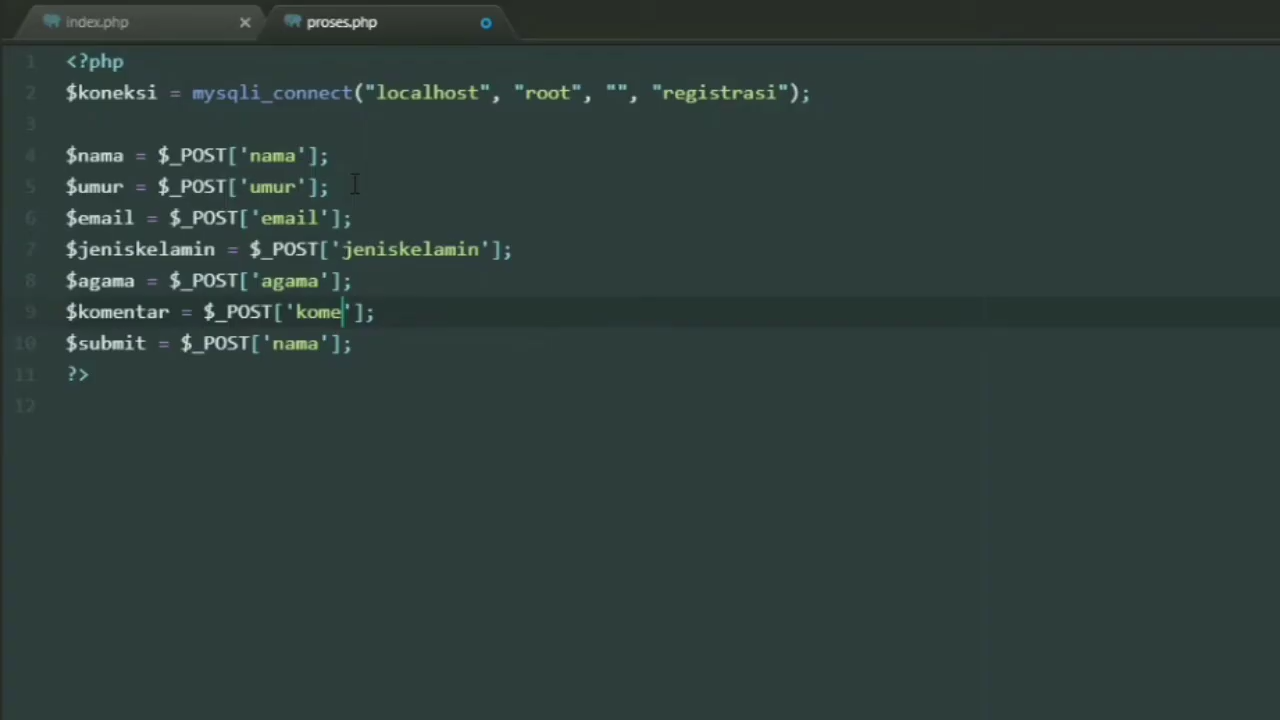 index.php
proses.php
1 <?php
2 $koneksi = mysqli_connect("localhost", "root", "", "registrasi");
3
4 $nama = $_POST['nama'];
5 $umur = $_POST['umur'];
6 $email = $_POST['email'];
7 $jeniskelamin = $_POST['jeniskelamin'];
8 $agama = $_POST['agama'];
9 $komentar = $_POST['kome'];
10 $submit = $_POST['nama'];
11 ?>
12